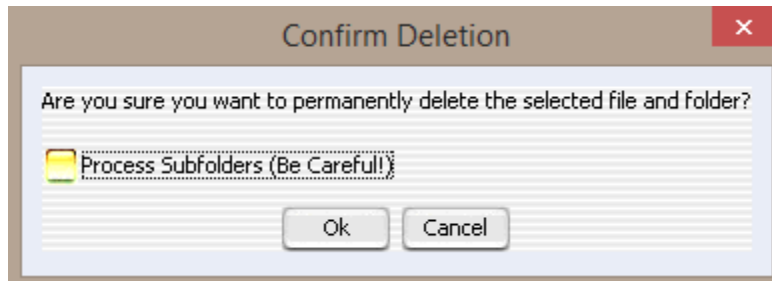 Confirm Deletion
Are you sure you want to permanently delete the selected file and folder?
Process Subfolders (Be Careful!)
Ok Cancel